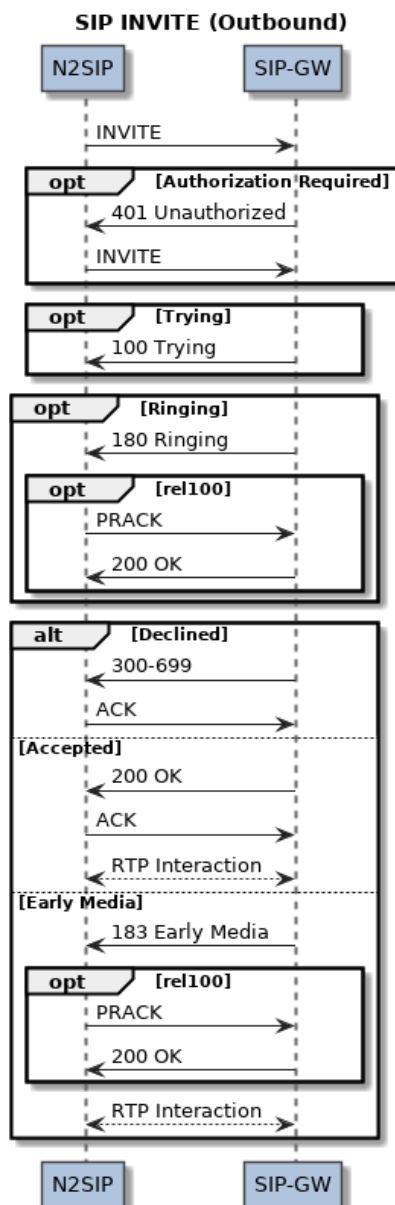 SIP INVITE (Outbound)
N2SIP SIP-GW
INVITE
opt [Authorization Required]
401 Unauthorized
INVITE
opt [Trying]
100 Trying
opt [Ringing]
180 Ringing
opt [rel100]
PRACK
200 OK
alt [Declined]
300-699
ACK
[Accepted]
200 OK
ACK
RTP Interaction
[Early Media]
183 Early Media
opt [rel100]
PRACK
200 OK
RTP Interaction
N2SIP SIP-GW